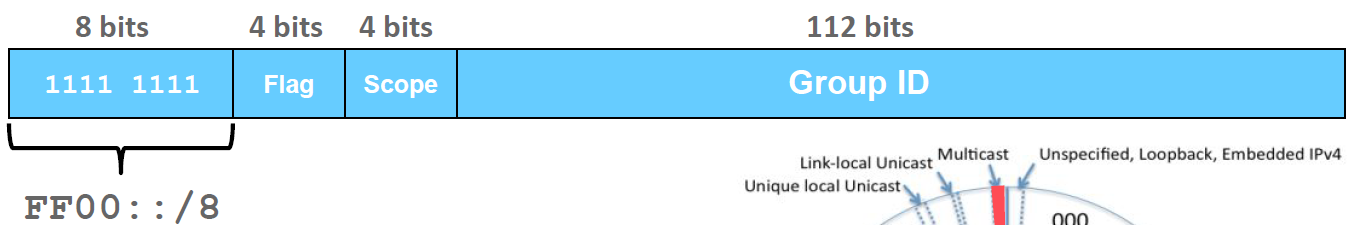 8 bits 4 bits 4 bits 112 bits
1111 1111 Flag Scope Group ID
FF00::/8
Link-local Unicast Multicast Unspecified, Loopback, Embedded IPv4
Unique local Unicast
000